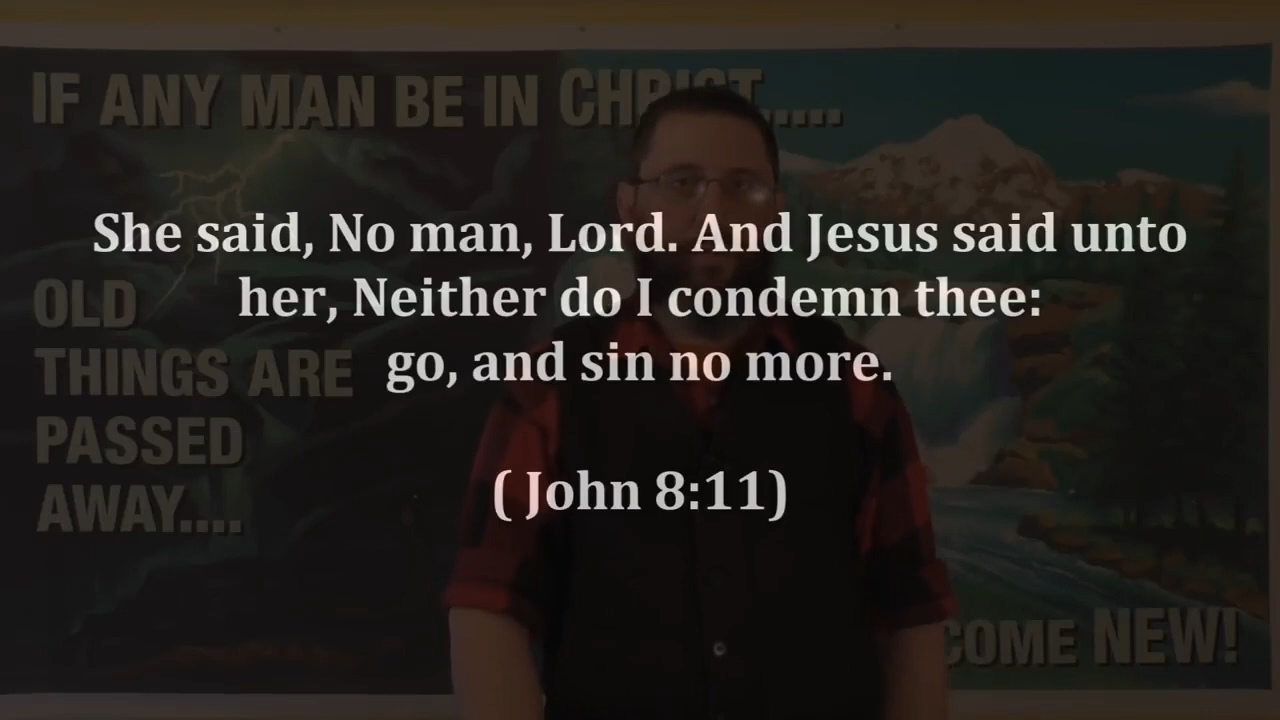 IF ANY MAN BE IN CHRIST....
She said, No man, Lord. And Jesus said unto
her, Neither do I condemn thee:
go, and sin no more.
( John 8:11)
OLD
THINGS ARE
PASSED
AWAY....
COME NEW!